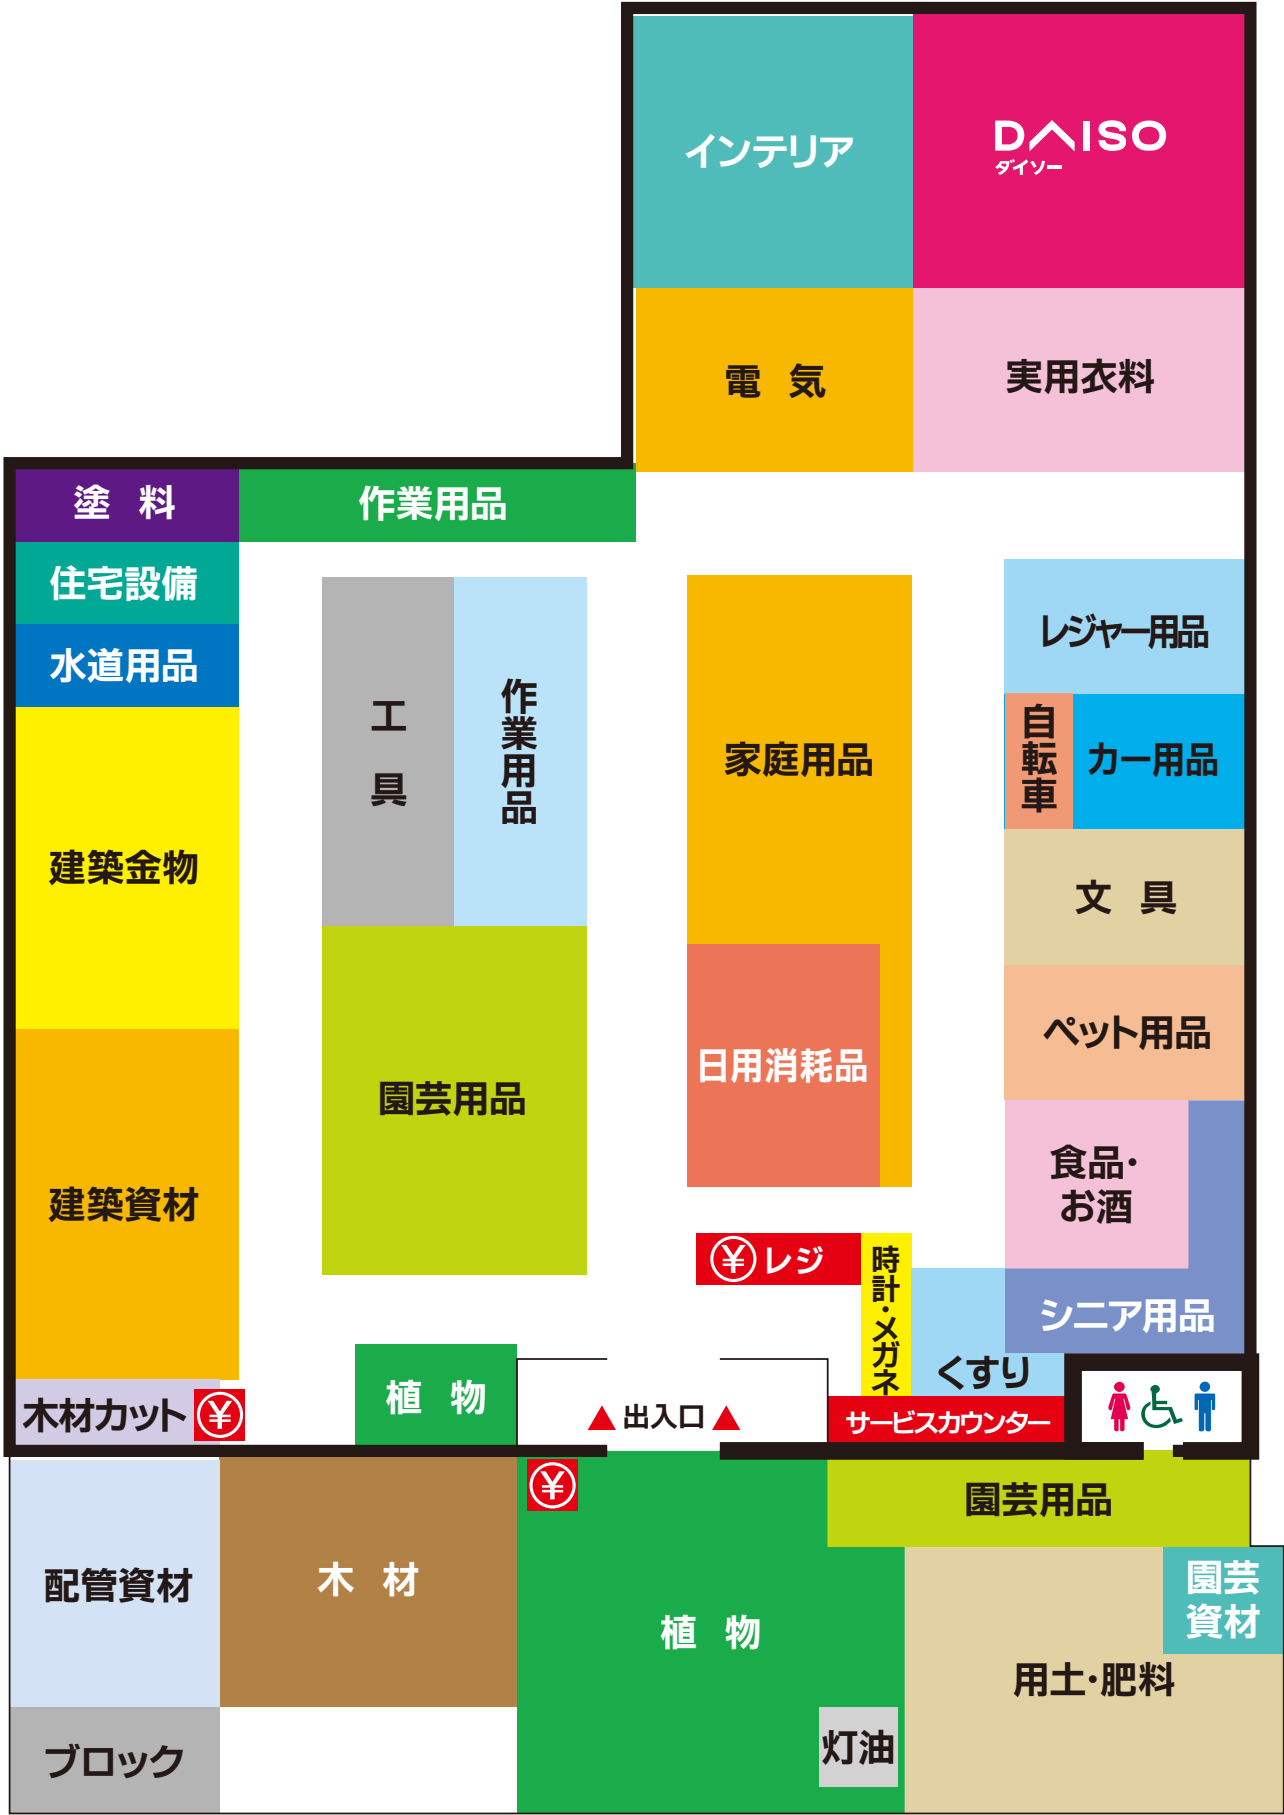 インテリア
DAISO
ダイソー
電気
実用衣料
塗料
作業用品
住宅設備
水道用品
工具
作業用品
家庭用品
レジャー用品
自転車
カー用品
建築金物
文具
ペット用品
日用消耗品
園芸用品
建築資材
食品・
お酒
¥レジ
時計・メガネ
シニア用品
くすり
植物
木材カット
¥
出入口
サービスカウンター
¥
園芸用品
配管資材
木材
植物
園芸
資材
用土・肥料
ブロック
灯油